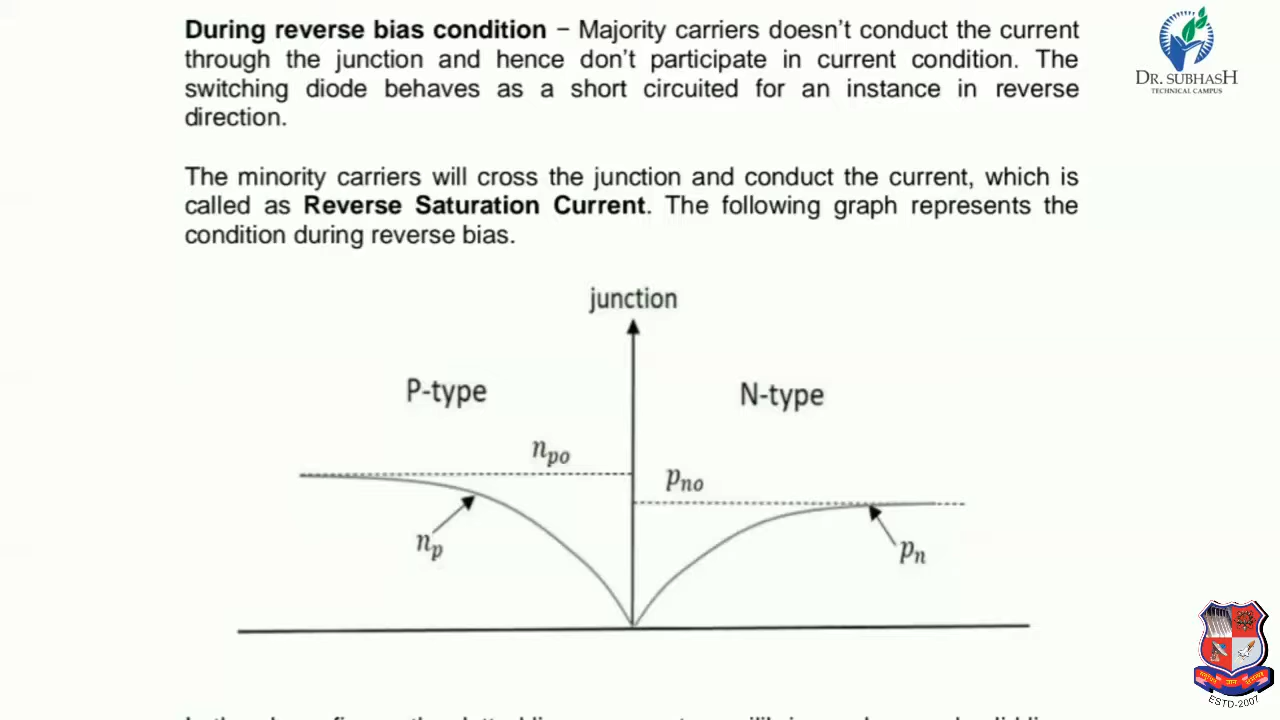 During reverse bias condition − Majority carriers doesn't conduct the current
through the junction and hence don't participate in current condition. The
switching diode behaves as a short circuited for an instance in reverse
direction.
The minority carriers will cross the junction and conduct the current, which is
called as Reverse Saturation Current. The following graph represents the
condition during reverse bias.
DR. SUBHASH
TECHNICAL CAMPUS
junction
P-type
N-type
n_po
p_no
n_p
p_n
ESTD-2007